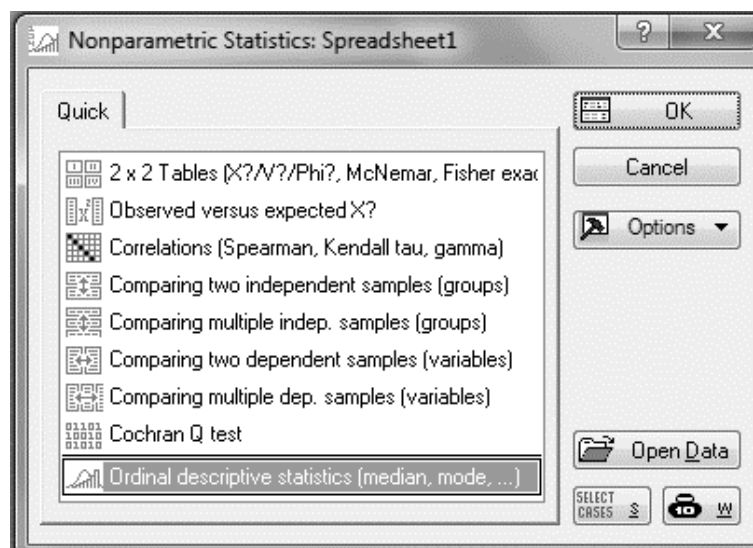 Nonparametric Statistics: Spreadsheet1
? X
Quick
2 x 2 Tables (X?/V?/Phi?, McNemar, Fisher exac
Observed versus expected X?
Correlations (Spearman, Kendall tau, gamma)
Comparing two independent samples (groups)
Comparing multiple indep. samples (groups)
Comparing two dependent samples (variables)
Comparing multiple dep. samples (variables)
Cochran Q test
Ordinal descriptive statistics (median, mode, ...)
OK
Cancel
Options
Open Data
SELECT
CASES S
W